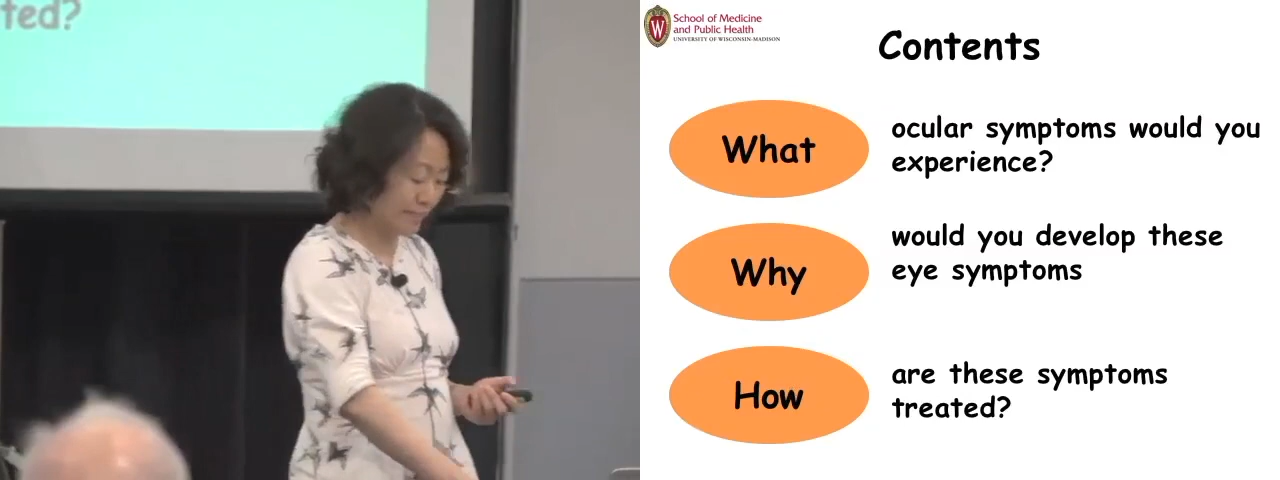 ted?
School of Medicine
and Public Health
UNIVERSITY OF WISCONSIN-MADISON
Contents
What
ocular symptoms would you
experience?
Why
would you develop these
eye symptoms
How
are these symptoms
treated?